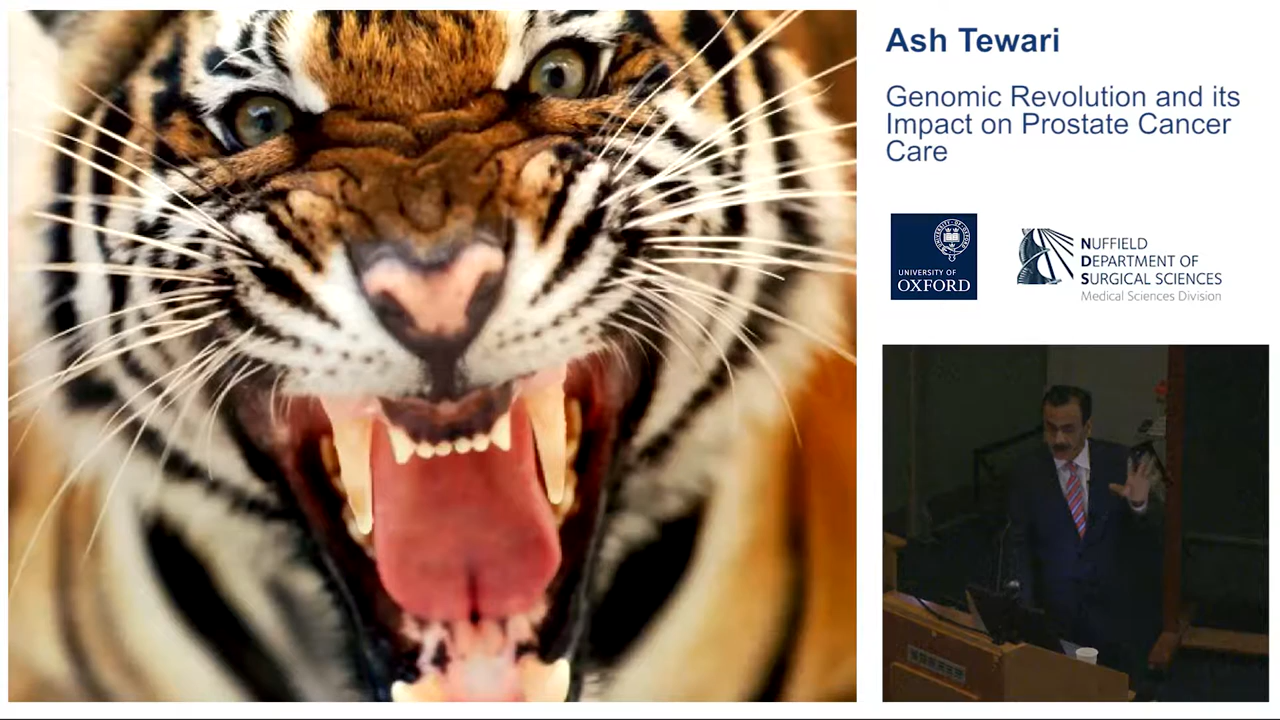 Ash Tewari
Genomic Revolution and its
Impact on Prostate Cancer
Care
UNIVERSITY OF
OXFORD
NUFFIELD
DEPARTMENT OF
SURGICAL SCIENCES
Medical Sciences Division